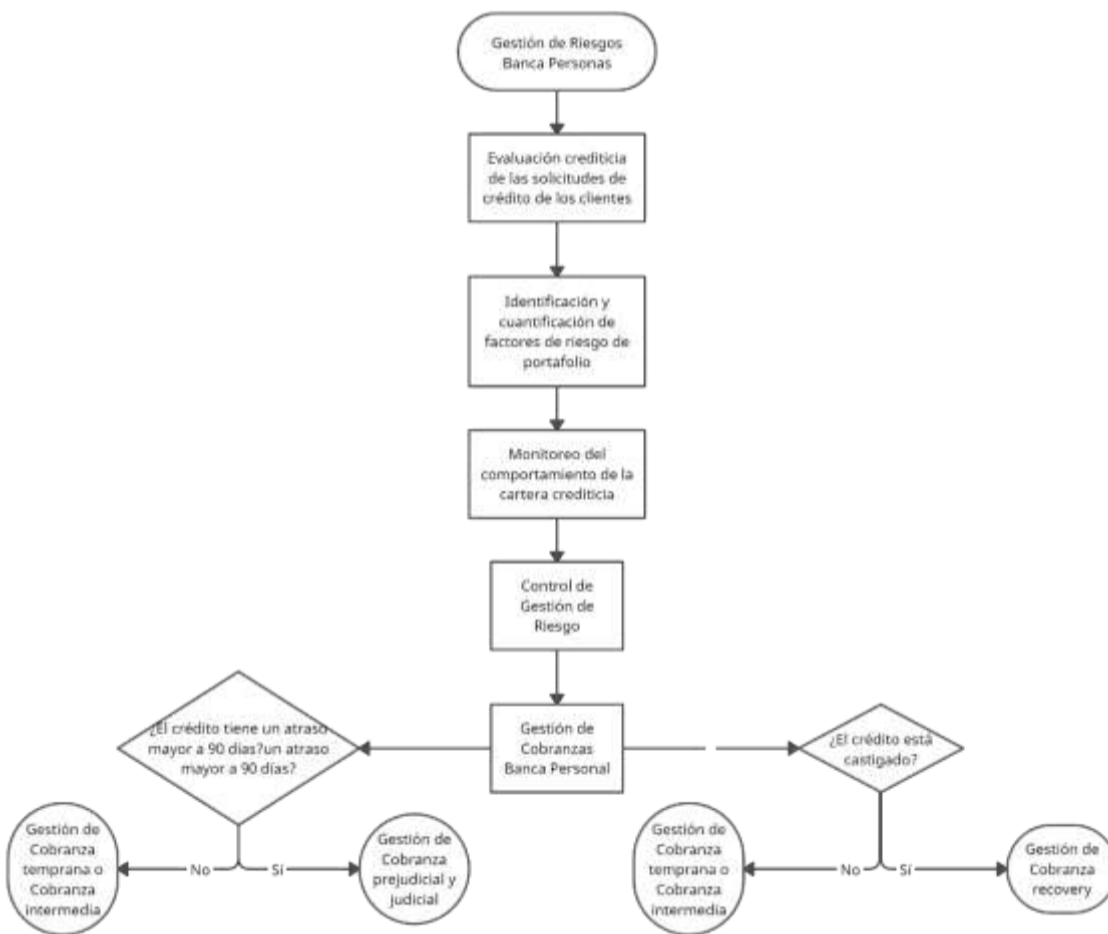 Gestión de Riesgos
Banca Personas
Evaluación crediticia
de las solicitudes de
crédito de los clientes
Identificación y
cuantificación de
factores de riesgo de
portafolio
Monitoreo del
comportamiento de la
cartera crediticia
Control de
Gestión de
Riesgo
¿El crédito tiene un atraso
mayor a 90 días?un atraso
mayor a 90 días?
Gestión de
Cobranzas
Banca Personal
¿El crédito está
castigado?
Gestión de
Cobranza
temprana o
Cobranza
intermedia
No
Sí
Gestión de
Cobranza
prejudicial y
judicial
Gestión de
Cobranza
temprana o
Cobranza
intermedia
No
Sí
Gestión de
Cobranza
recovery